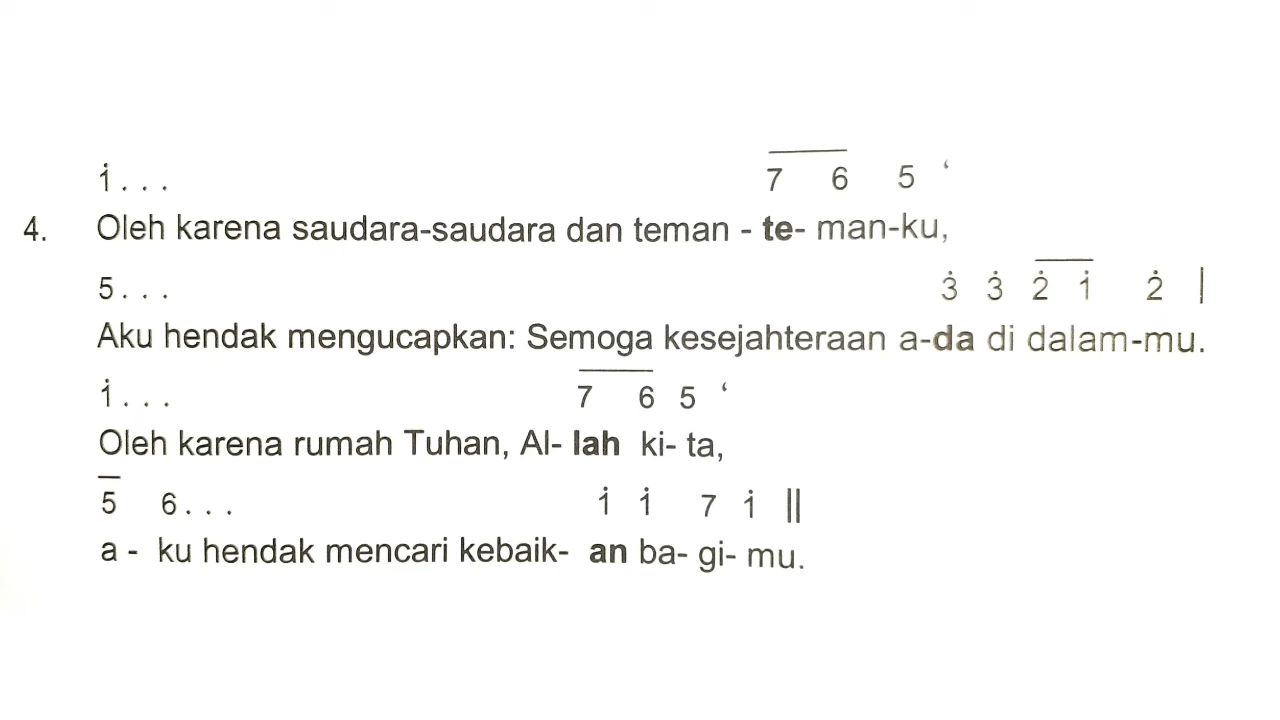 1̇ . . . 7 6 5 ‘
4. Oleh karena saudara-saudara dan teman - te- man-ku,
5 . . . 3̇ 3̇ 2̇ 1̇ 2̇ |
Aku hendak mengucapkan: Semoga kesejahteraan a-da di dalam-mu.
1̇ . . . 7 6 5 ‘
Oleh karena rumah Tuhan, Al- lah ki- ta,
5 6 . . . 1̇ 1̇ 7 1̇ ||
a - ku hendak mencari kebaik- an ba- gi- mu.